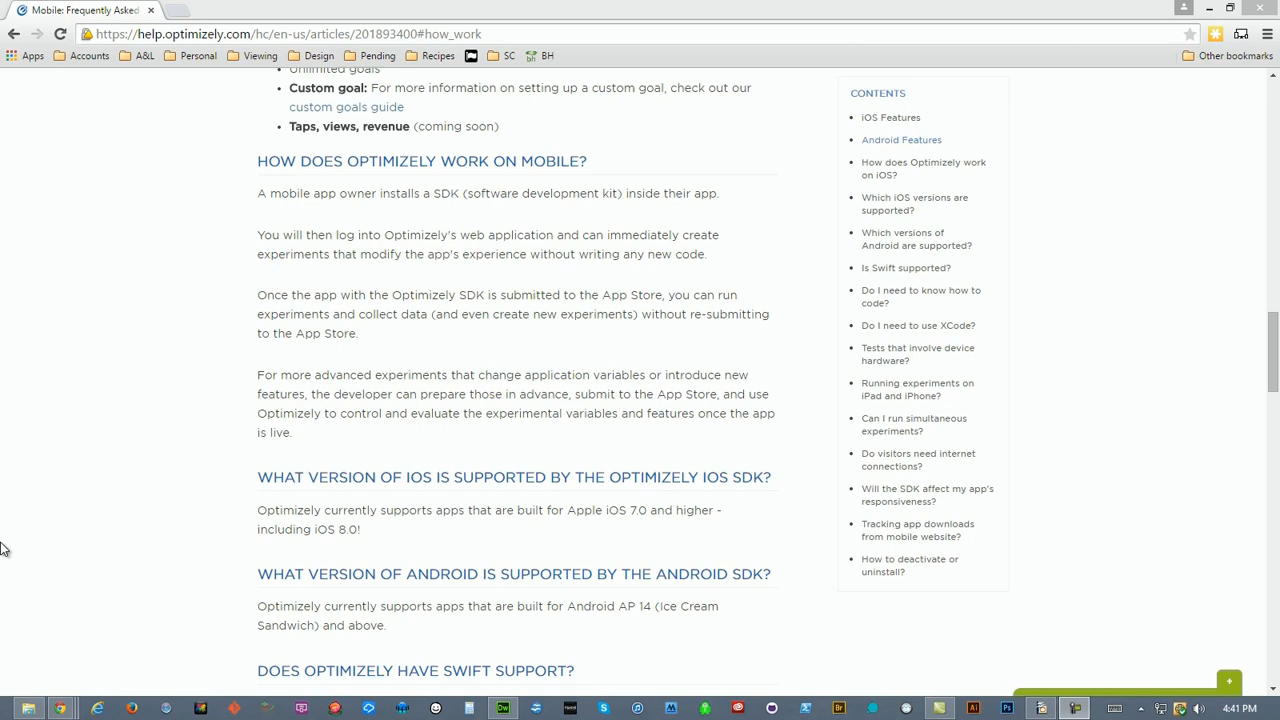 Mobile: Frequently Asked
https://help.optimizely.com/hc/en-us/articles/201893400#how_work
Apps Accounts A&L Personal Viewing Design Pending Recipes SC BH Other bookmarks
Unlimited goals
Custom goal: For more information on setting up a custom goal, check out our
custom goals guide
Taps, views, revenue (coming soon)
HOW DOES OPTIMIZELY WORK ON MOBILE?
A mobile app owner installs a SDK (software development kit) inside their app.
You will then log into Optimizely's web application and can immediately create
experiments that modify the app's experience without writing any new code.
Once the app with the Optimizely SDK is submitted to the App Store, you can run
experiments and collect data (and even create new experiments) without re-submitting
to the App Store.
For more advanced experiments that change application variables or introduce new
features, the developer can prepare those in advance, submit to the App Store, and use
Optimizely to control and evaluate the experimental variables and features once the app
is live.
WHAT VERSION OF IOS IS SUPPORTED BY THE OPTIMIZELY IOS SDK?
Optimizely currently supports apps that are built for Apple iOS 7.0 and higher -
including iOS 8.0!
WHAT VERSION OF ANDROID IS SUPPORTED BY THE ANDROID SDK?
Optimizely currently supports apps that are built for Android AP 14 (Ice Cream
Sandwich) and above.
DOES OPTIMIZELY HAVE SWIFT SUPPORT?
CONTENTS
iOS Features
Android Features
How does Optimizely work
on iOS?
Which iOS versions are
supported?
Which versions of
Android are supported?
Is Swift supported?
Do I need to know how to
code?
Do I need to use XCode?
Tests that involve device
hardware?
Running experiments on
iPad and iPhone?
Can I run simultaneous
experiments?
Do visitors need internet
connections?
Will the SDK affect my app's
responsiveness?
Tracking app downloads
from mobile website?
How to deactivate or
uninstall?
+
Dw Br Ai Ps 4:41 PM